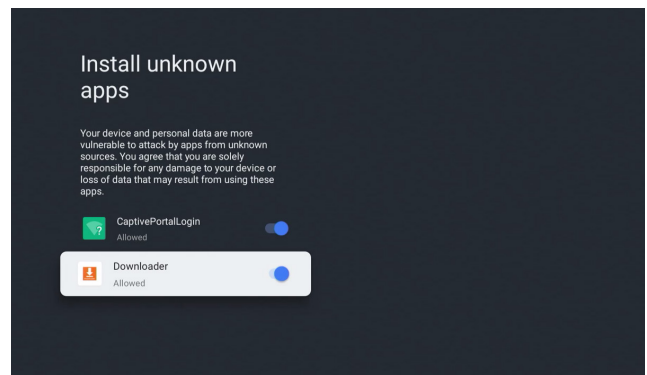 Install unknown
apps
Your device and personal data are more
vulnerable to attack by apps from unknown
sources. You agree that you are solely
responsible for any damage to your device or
loss of data that may result from using these
apps.
?
CaptivePortalLogin
Allowed
Downloader
Allowed